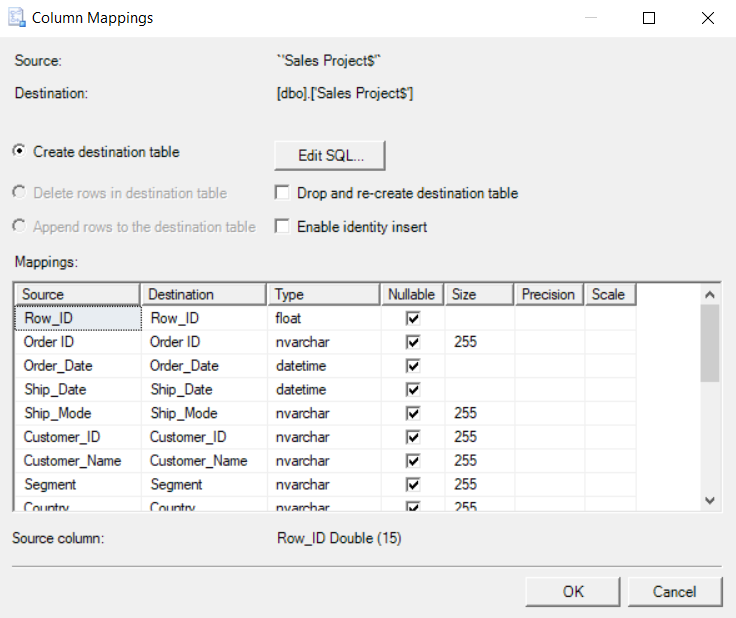 Column Mappings
Source: `'Sales Project$'`
Destination: [dbo].['Sales Project$']
Create destination table Edit SQL...
Delete rows in destination table Drop and re-create destination table
Append rows to the destination table Enable identity insert
Mappings:
Source Destination Type Nullable Size Precision Scale
Row_ID Row_ID float
Order ID Order ID nvarchar 255
Order_Date Order_Date datetime
Ship_Date Ship_Date datetime
Ship_Mode Ship_Mode nvarchar 255
Customer_ID Customer_ID nvarchar 255
Customer_Name Customer_Name nvarchar 255
Segment Segment nvarchar 255
Country Country nvarchar 255
Source column: Row_ID Double (15)
OK Cancel